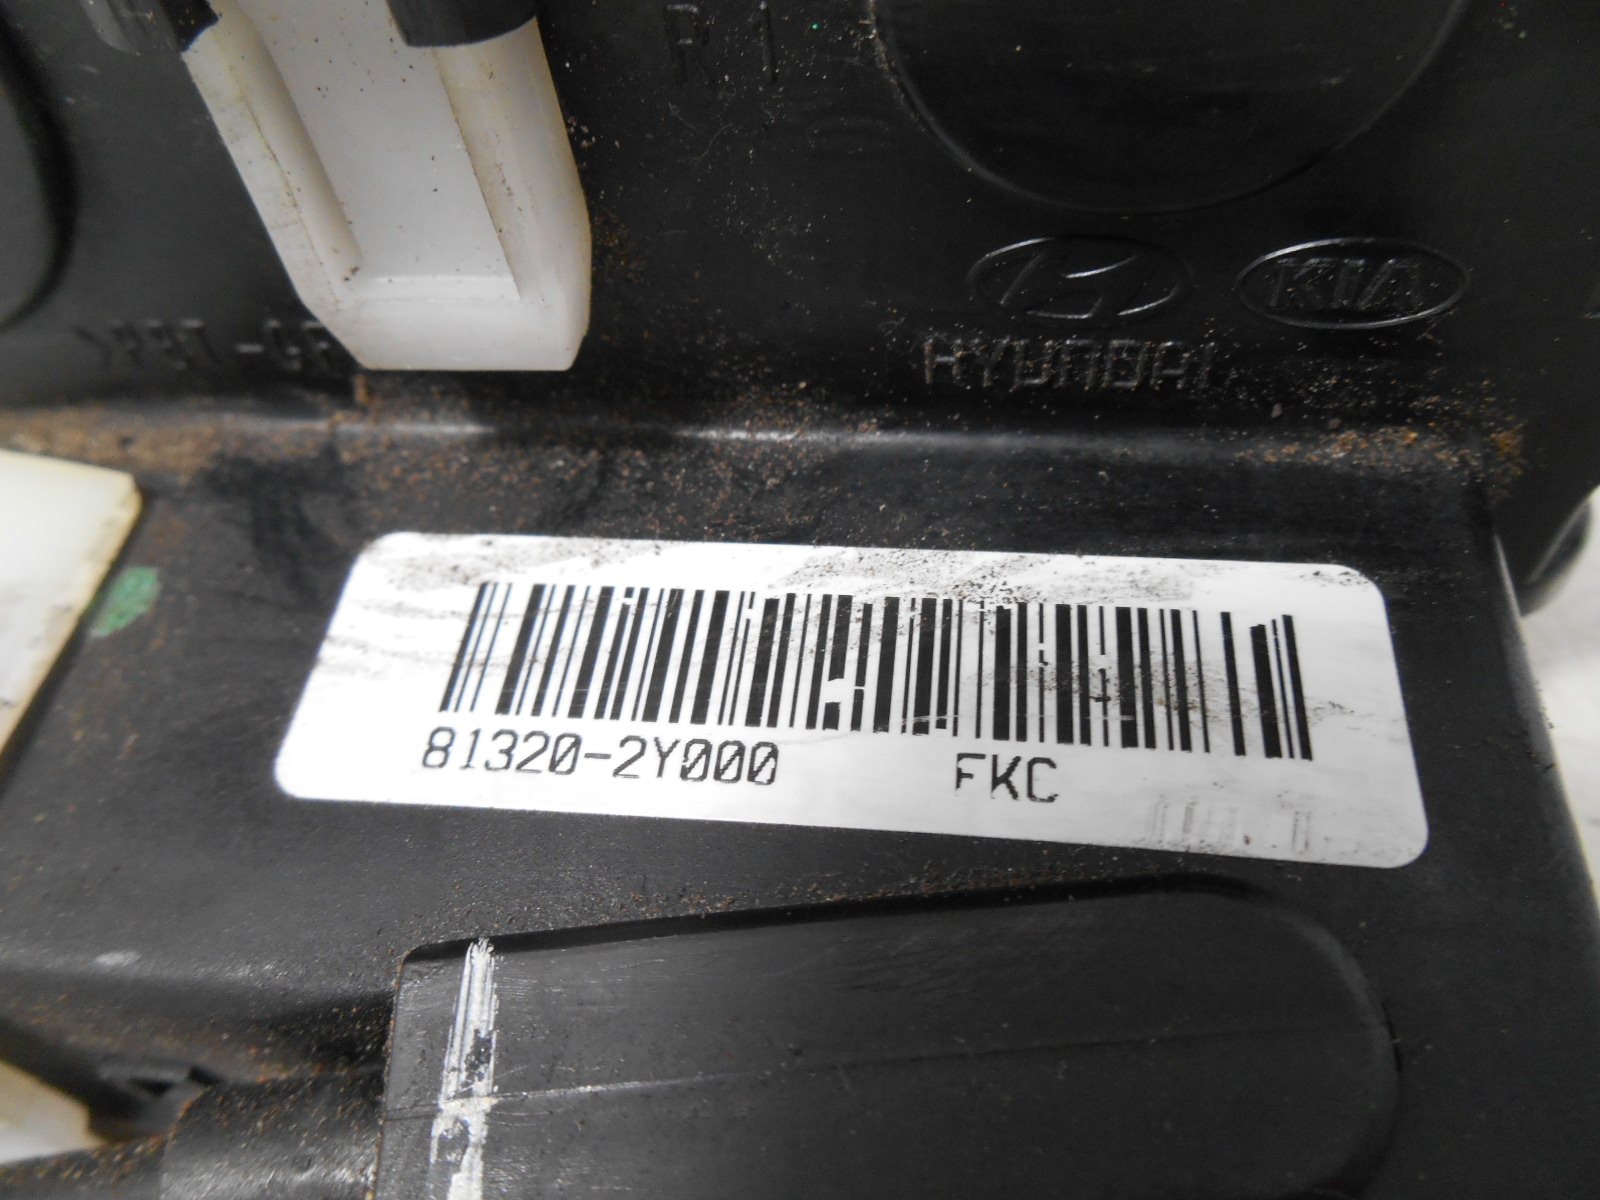 R1
KIA
HYUNDAI
81320-2Y000 FKC